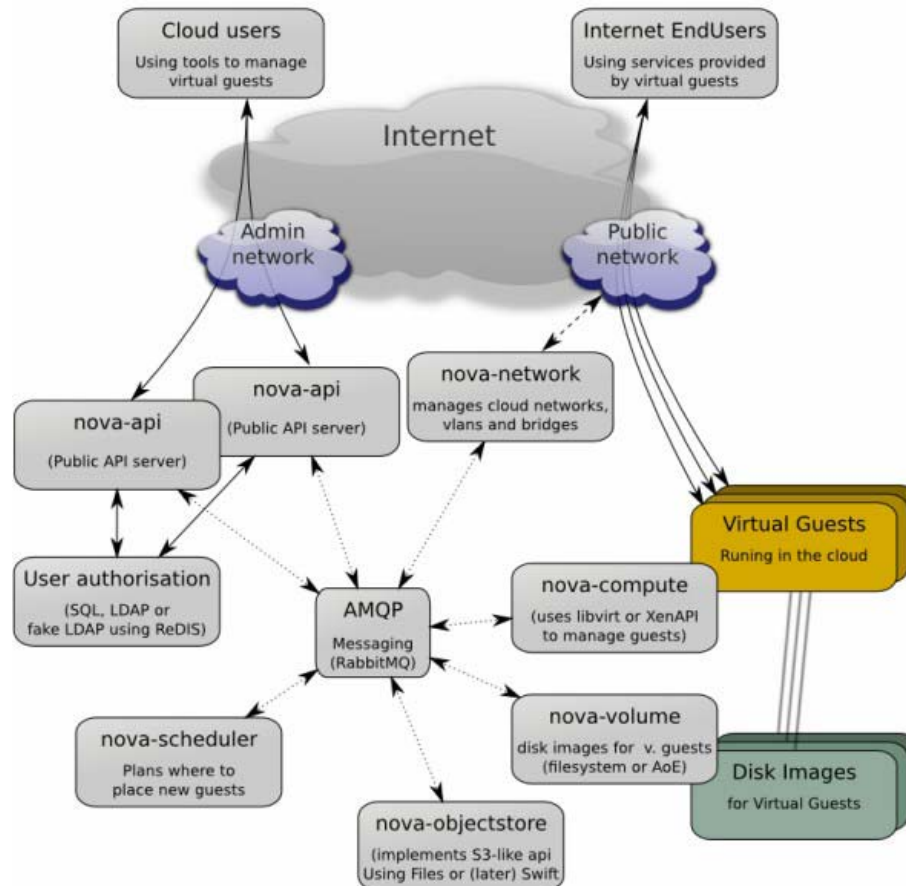 Cloud users
Using tools to manage
virtual guests
Internet EndUsers
Using services provided
by virtual guests
Internet
Admin
network
Public
network
nova-api
(Public API server)
nova-api
(Public API server)
nova-network
manages cloud networks,
vlans and bridges
Virtual Guests
Runing in the cloud
User authorisation
(SQL, LDAP or
fake LDAP using ReDIS)
AMQP
Messaging
(RabbitMQ)
nova-compute
(uses libvirt or XenAPI
to manage guests)
nova-scheduler
Plans where to
place new guests
nova-volume
disk images for v. guests
(filesystem or AoE)
Disk Images
for Virtual Guests
nova-objectstore
(implements S3-like api
Using Files or (later) Swift